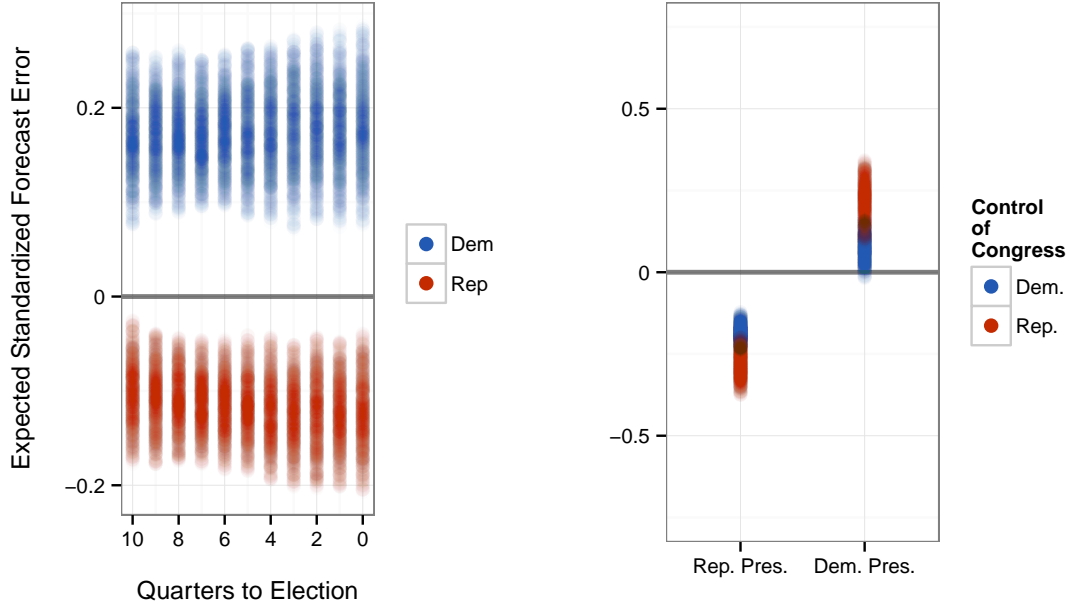 Expected Standardized Forecast Error
0.2
0
−0.2
10 8 6 4 2 0
Quarters to Election
Dem
Rep
0.5
0
−0.5
Rep. Pres. Dem. Pres.
Control
of
Congress
Dem.
Rep.